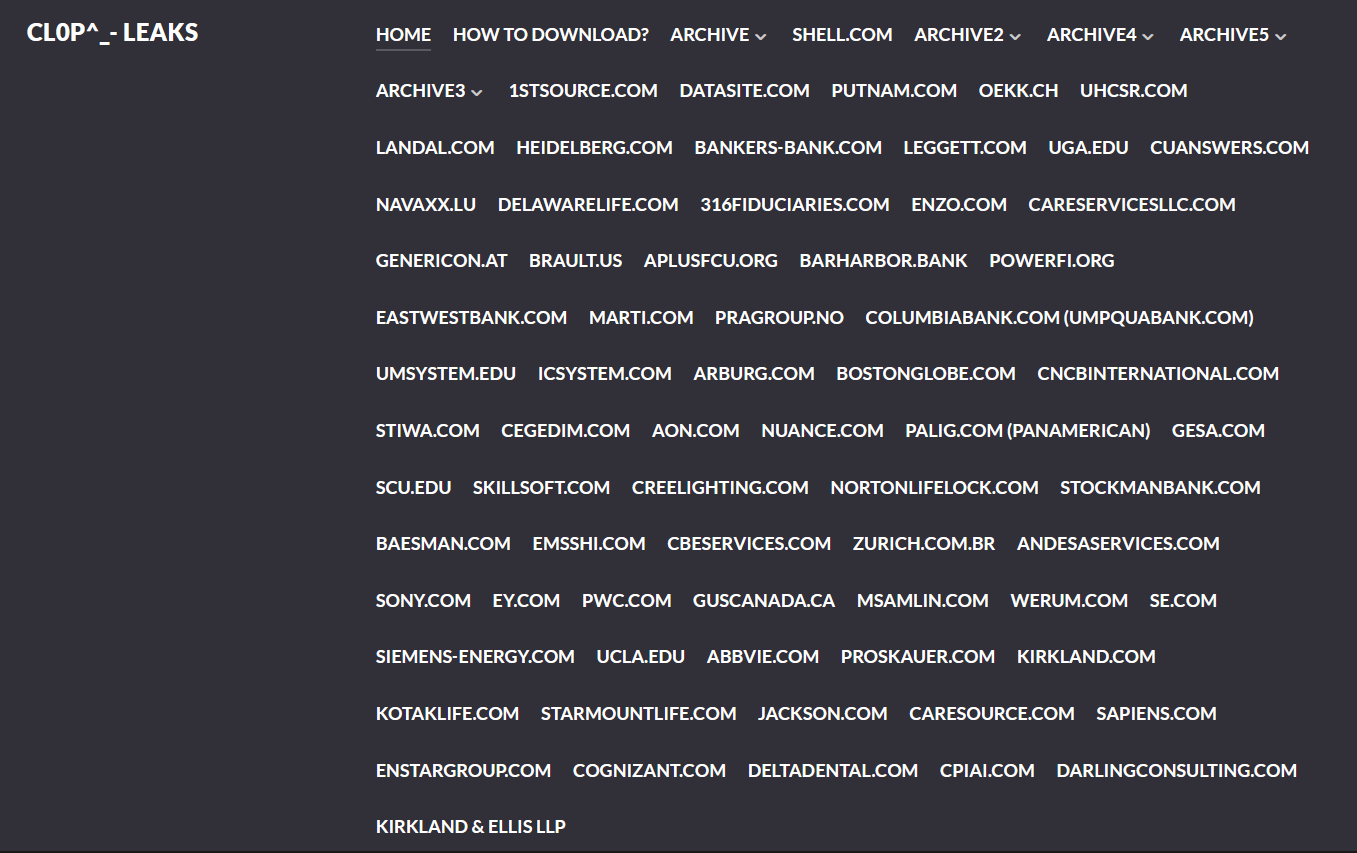 CL0P^_- LEAKS
HOME HOW TO DOWNLOAD? ARCHIVE SHELL.COM ARCHIVE2 ARCHIVE4 ARCHIVE5
ARCHIVE3 1STSOURCE.COM DATASITE.COM PUTNAM.COM OEKK.CH UHCSR.COM
LANDAL.COM HEIDELBERG.COM BANKERS-BANK.COM LEGGETT.COM UGA.EDU CUANSWERS.COM
NAVAXX.LU DELAWARELIFE.COM 316FIDUCIARIES.COM ENZO.COM CARESERVICESLLC.COM
GENERICON.AT BRAULT.US APLUSFCU.ORG BARHARBOR.BANK POWERFI.ORG
EASTWESTBANK.COM MARTI.COM PRAGROUP.NO COLUMBIABANK.COM (UMPQUABANK.COM)
UMSYSTEM.EDU ICSYSTEM.COM ARBURG.COM BOSTONGLOBE.COM CNCBINTERNATIONAL.COM
STIWA.COM CEGEDIM.COM AON.COM NUANCE.COM PALIG.COM (PANAMERICAN) GESA.COM
SCU.EDU SKILLSOFT.COM CREELIGHTING.COM NORTONLIFELOCK.COM STOCKMANBANK.COM
BAESMAN.COM EMSSHI.COM CBESERVICES.COM ZURICH.COM.BR ANDESASERVICES.COM
SONY.COM EY.COM PWC.COM GUSCANADA.CA MSAMLIN.COM WERUM.COM SE.COM
SIEMENS-ENERGY.COM UCLA.EDU ABBVIE.COM PROSKAUER.COM KIRKLAND.COM
KOTAKLIFE.COM STARMOUNTLIFE.COM JACKSON.COM CARESOURCE.COM SAPIENS.COM
ENSTARGROUP.COM COGNIZANT.COM DELTADENTAL.COM CPIAI.COM DARLINGCONSULTING.COM
KIRKLAND & ELLIS LLP